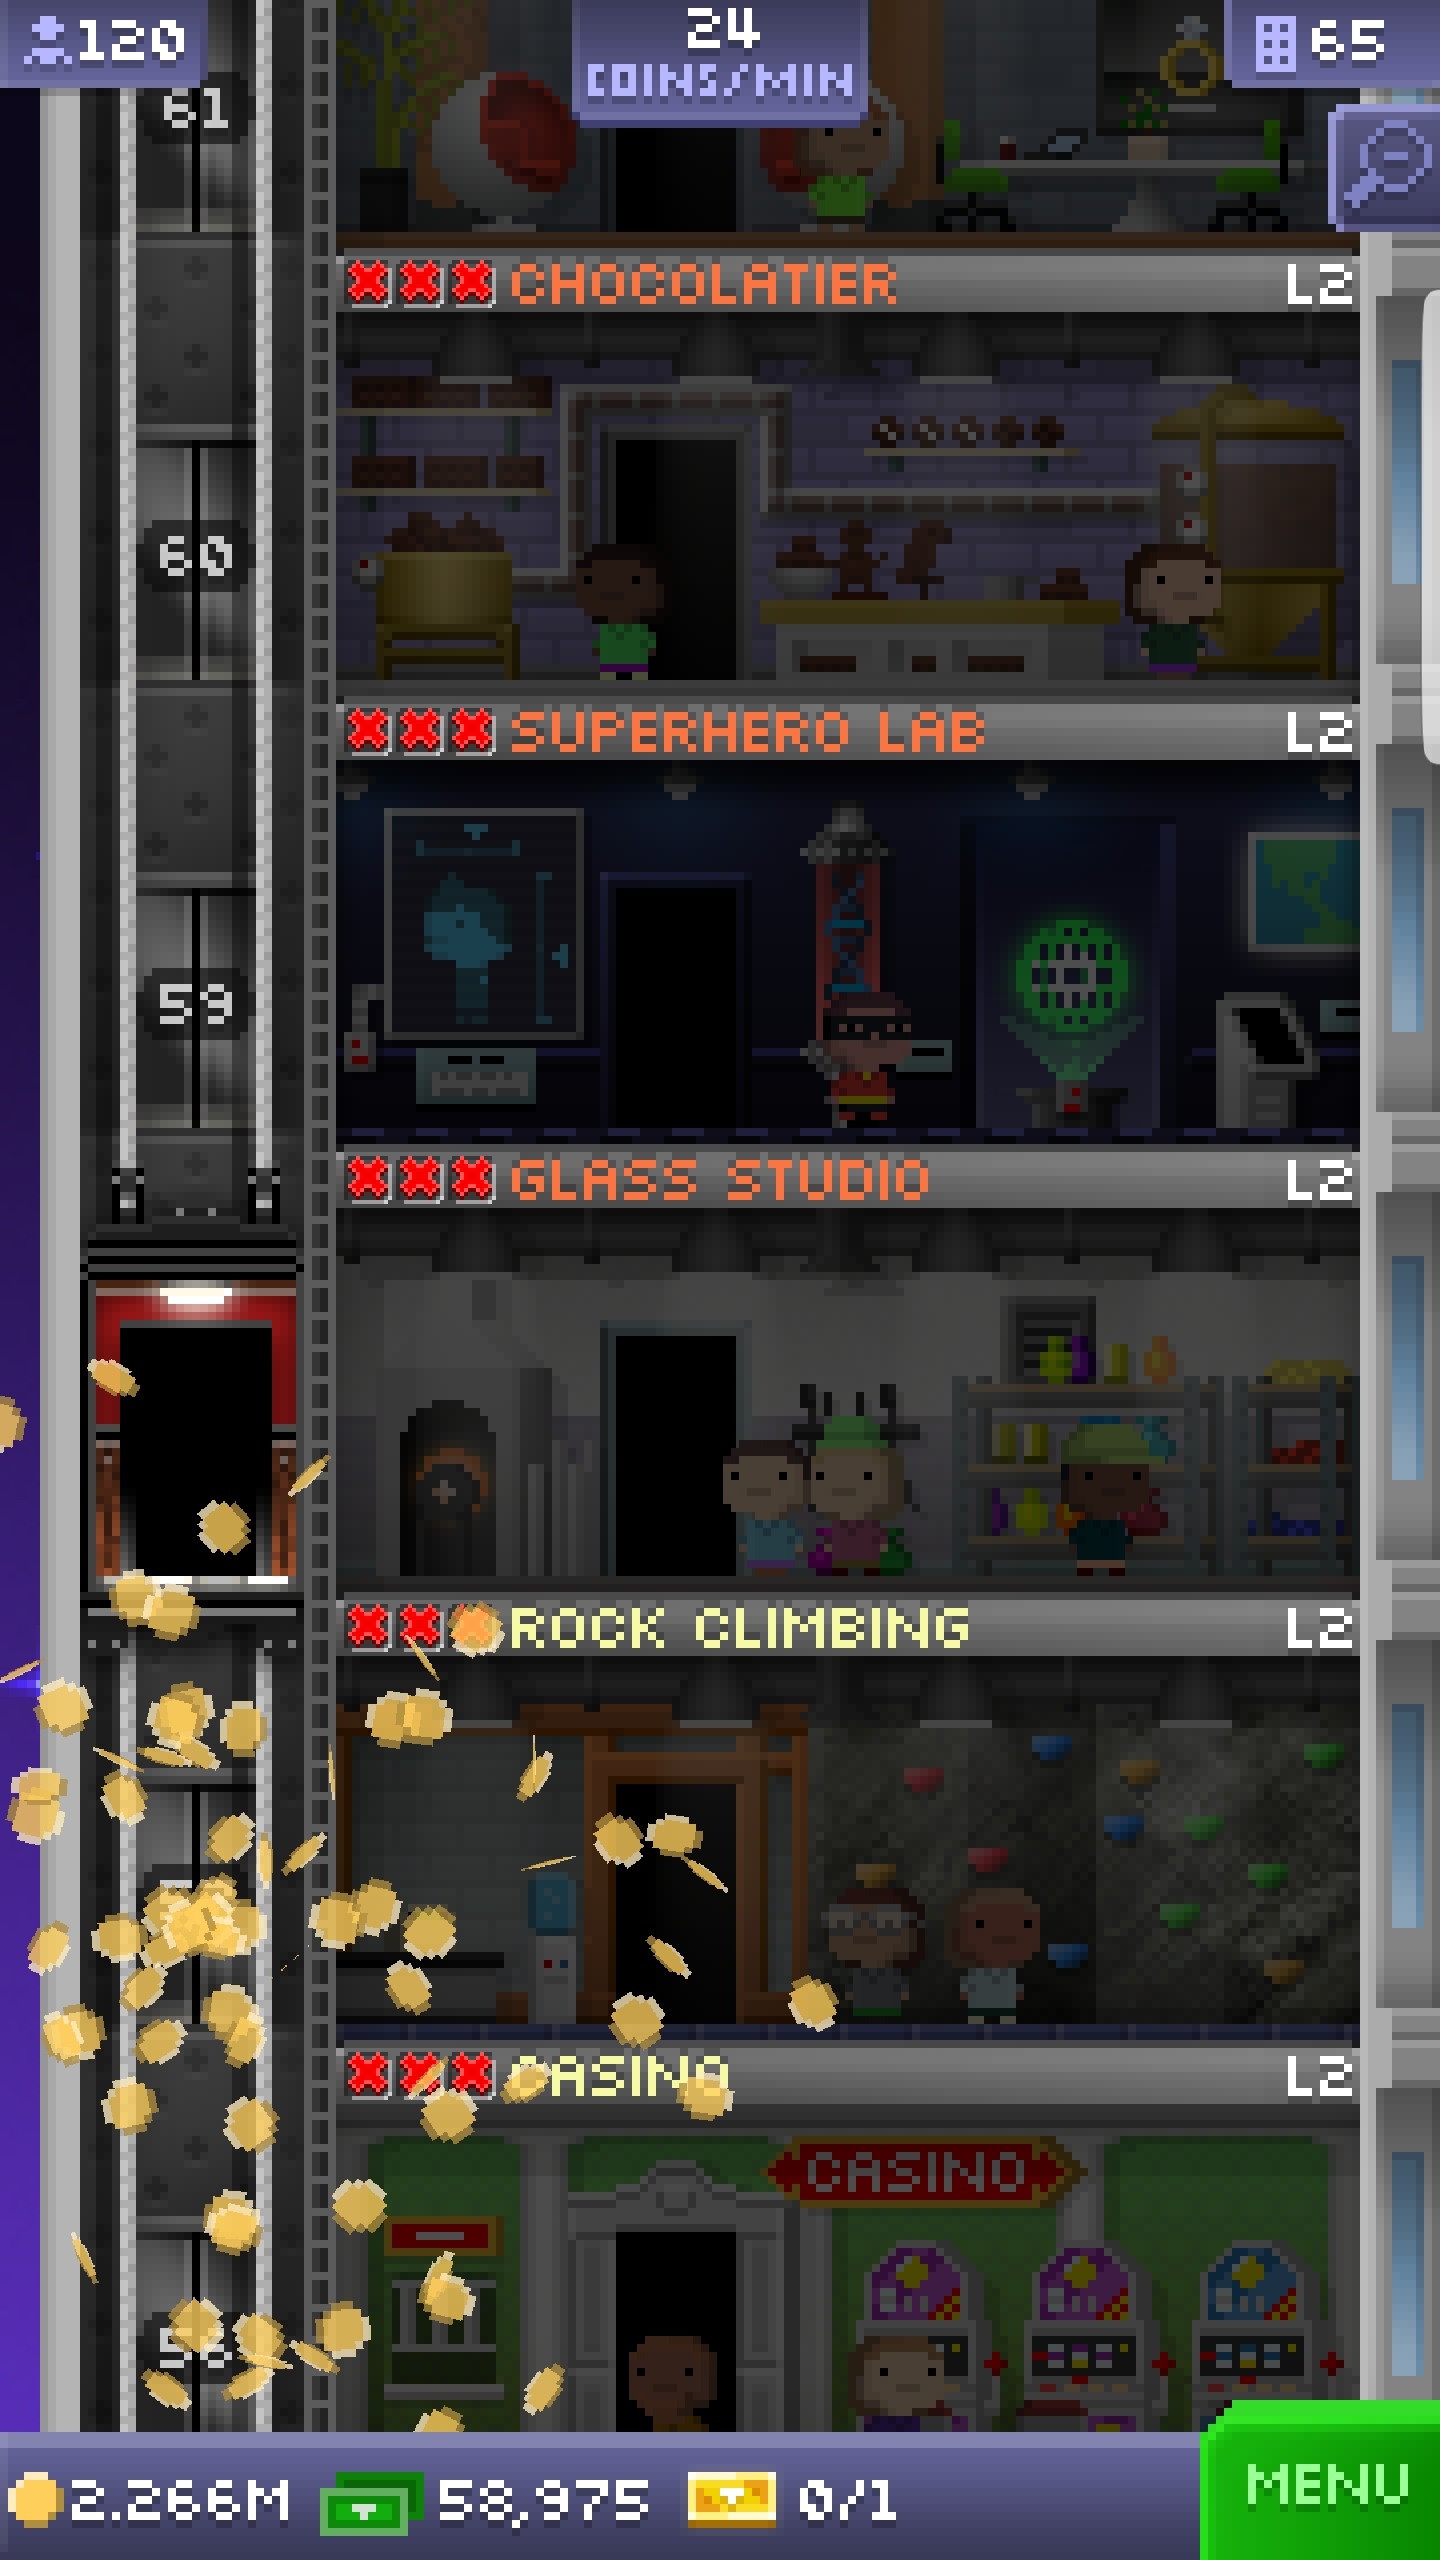 120
24
COINS/MIN
65
61
CHOCOLATIER L2
60
SUPERHERO LAB L2
59
GLASS STUDIO L2
ROCK CLIMBING L2
CASINO L2
CASINO
2.266M 58,975 0/1
MENU